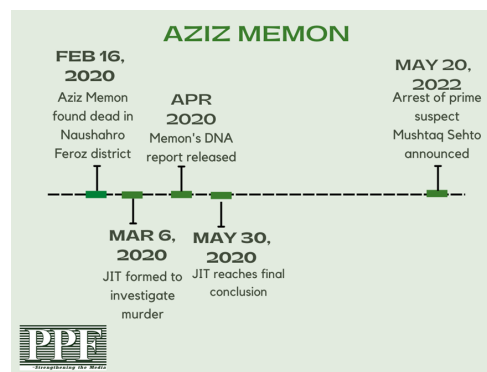 AZIZ MEMON
FEB 16,
2020
Aziz Memon
found dead in
Naushahro
Feroz district
APR
2020
Memon's DNA
report released
MAY 20,
2022
Arrest of prime
suspect
Mushtaq Sehto
announced
MAR 6,
2020
JIT formed to
investigate
murder
MAY 30,
2020
JIT reaches final
conclusion
PPF
-Strengthening the Media